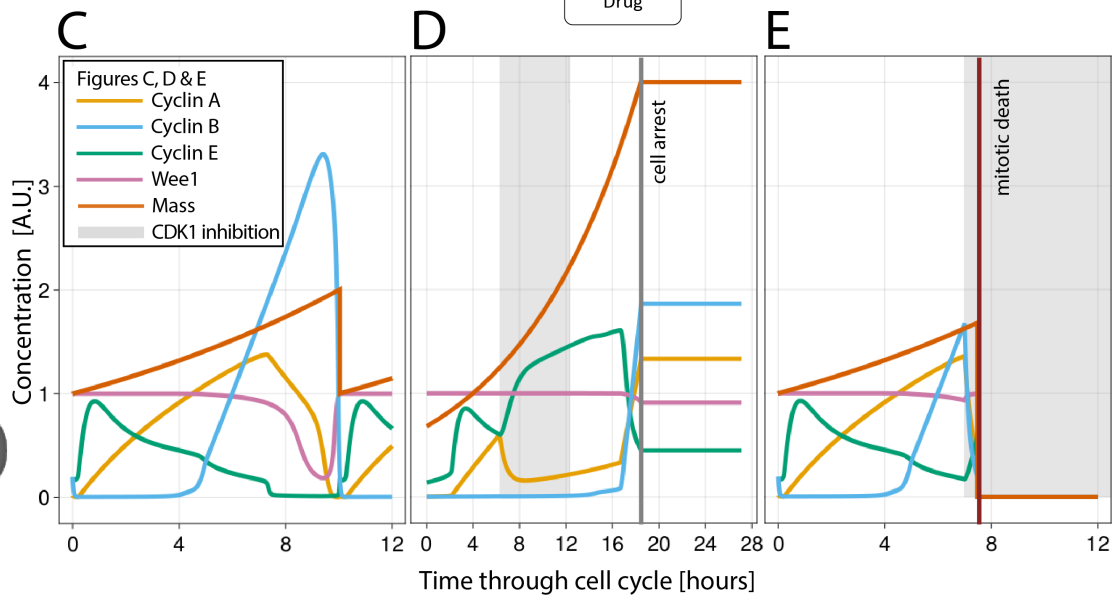 Drug
C
D
E
Figures C, D & E
Cyclin A
Cyclin B
Cyclin E
Wee1
Mass
CDK1 inhibition
cell arrest
mitotic death
Concentration [A.U.]
4
3
2
1
0
0 4 8 12
0 4 8 12 16 20 24 28
0 4 8 12
Time through cell cycle [hours]